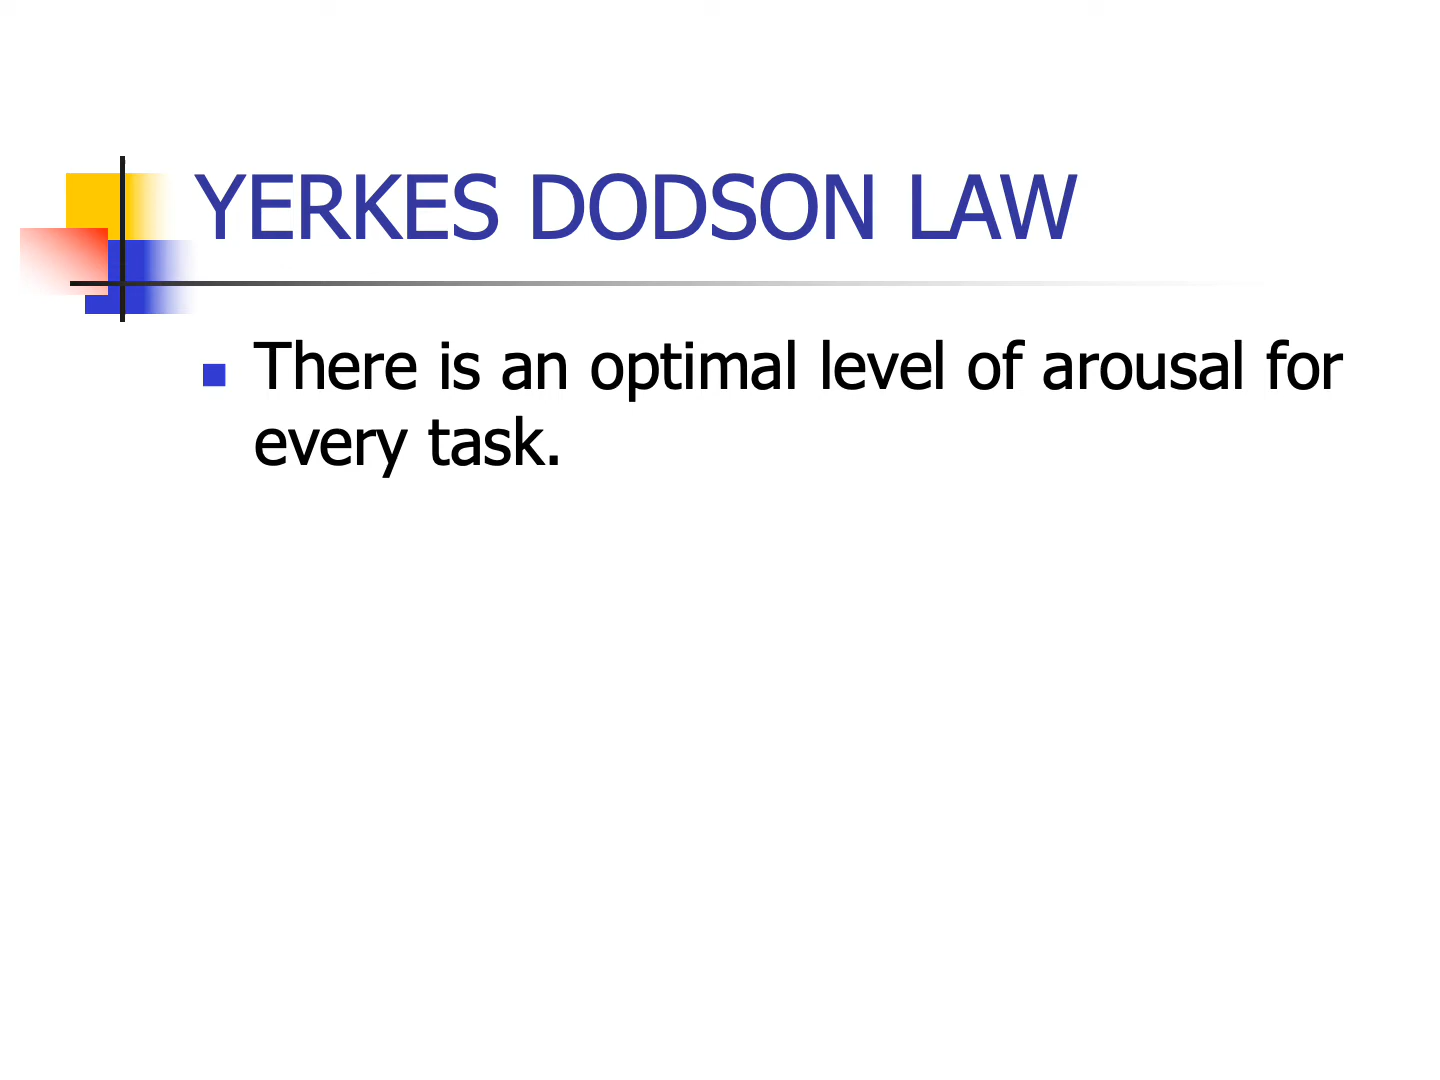 YERKES DODSON LAW
There is an optimal level of arousal for
every task.